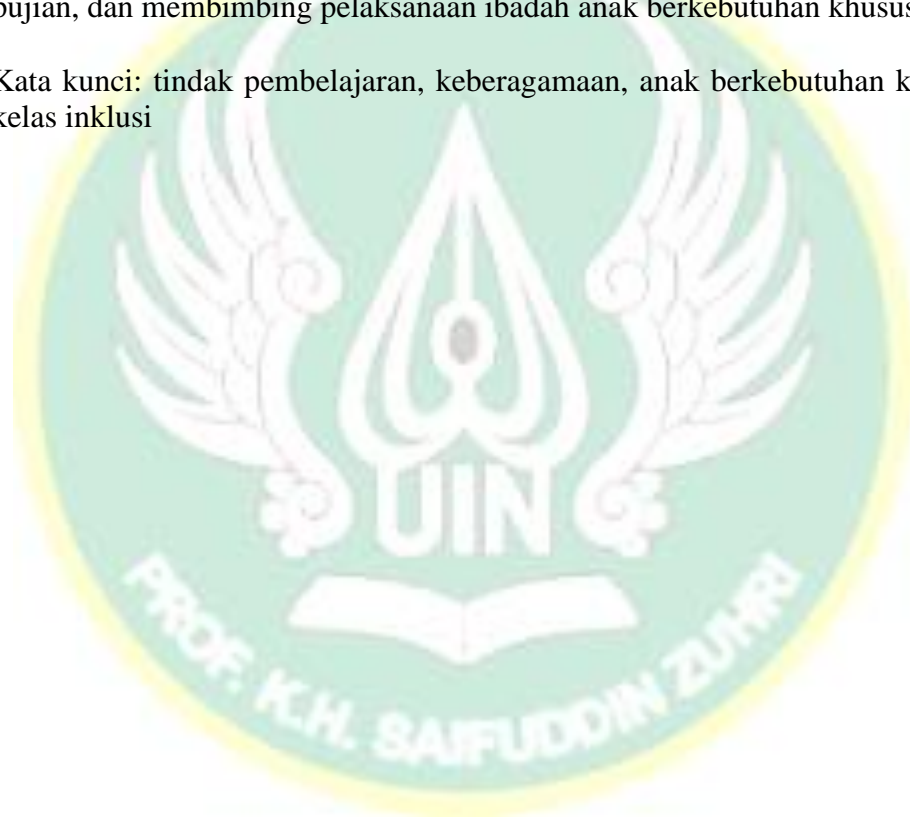 pujian, dan membimbing pelaksanaan ibadah anak berkebutuhan khusus
Kata kunci: tindak pembelajaran, keberagamaan, anak berkebutuhan k
kelas inklusi
UIN
PROF. K.H. SAIFUDDIN ZUHRI